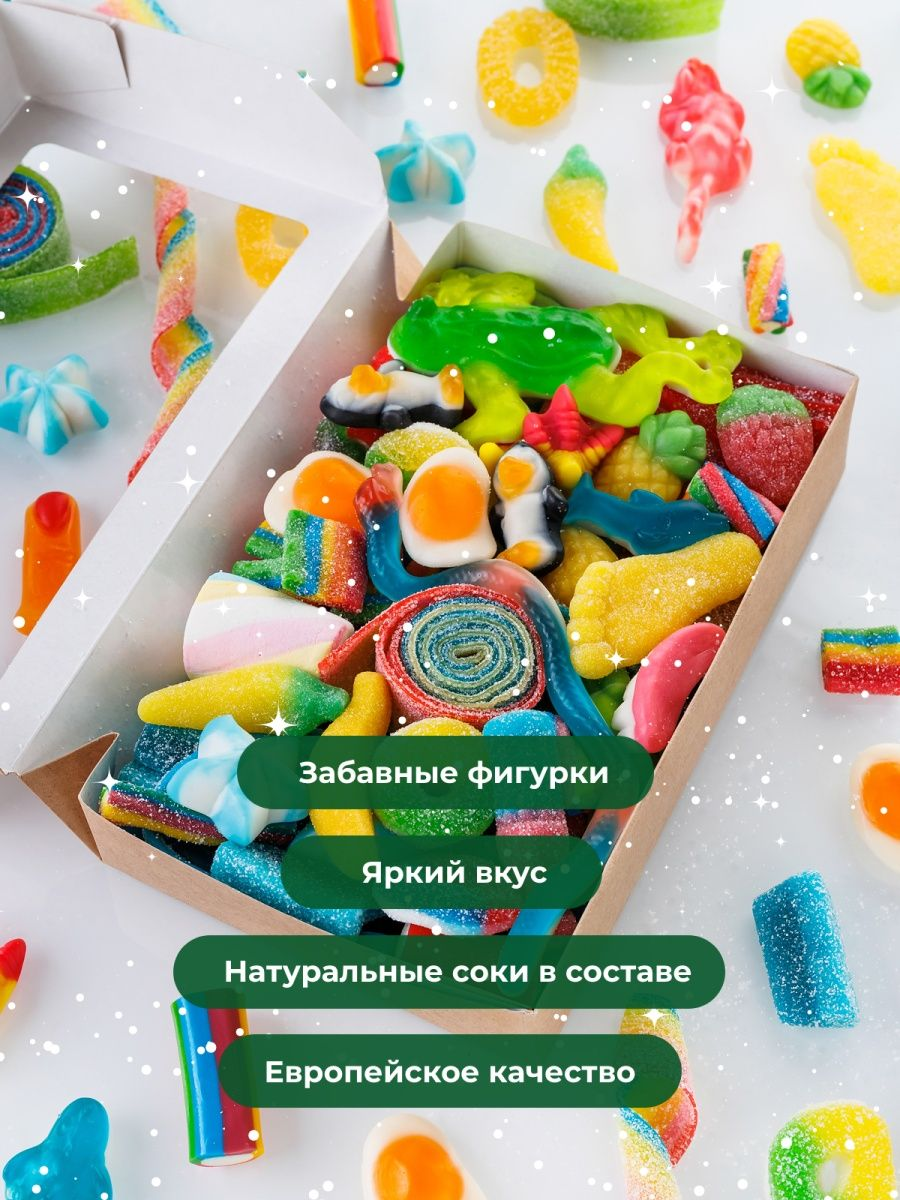 Забавные фигурки
Яркий вкус
Натуральные соки в составе
Европейское качество